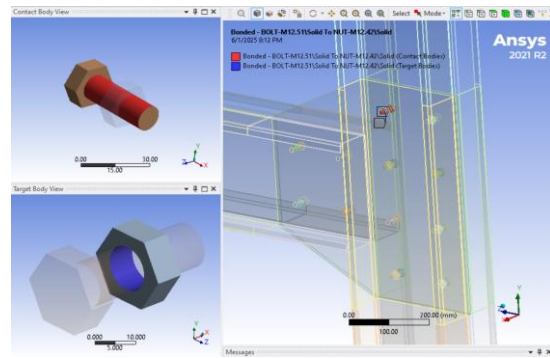 Contact Body View
Select Mode
Bonded - BOLT-M12.51\Solid To NUT-M12.42\Solid
6/1/2025 8:12 PM
Bonded - BOLT-M12.51\Solid To NUT-M12.42\Solid (Contact Bodies)
Bonded - BOLT-M12.51\Solid To NUT-M12.42\Solid (Target Bodies)
Ansys
2021 R2
0.00 30.00
15.00
Z Y X
Target Body View
0.000 10.000
5.000
Y X Z
0.00 200.00 (mm)
100.00
Y X
Messages